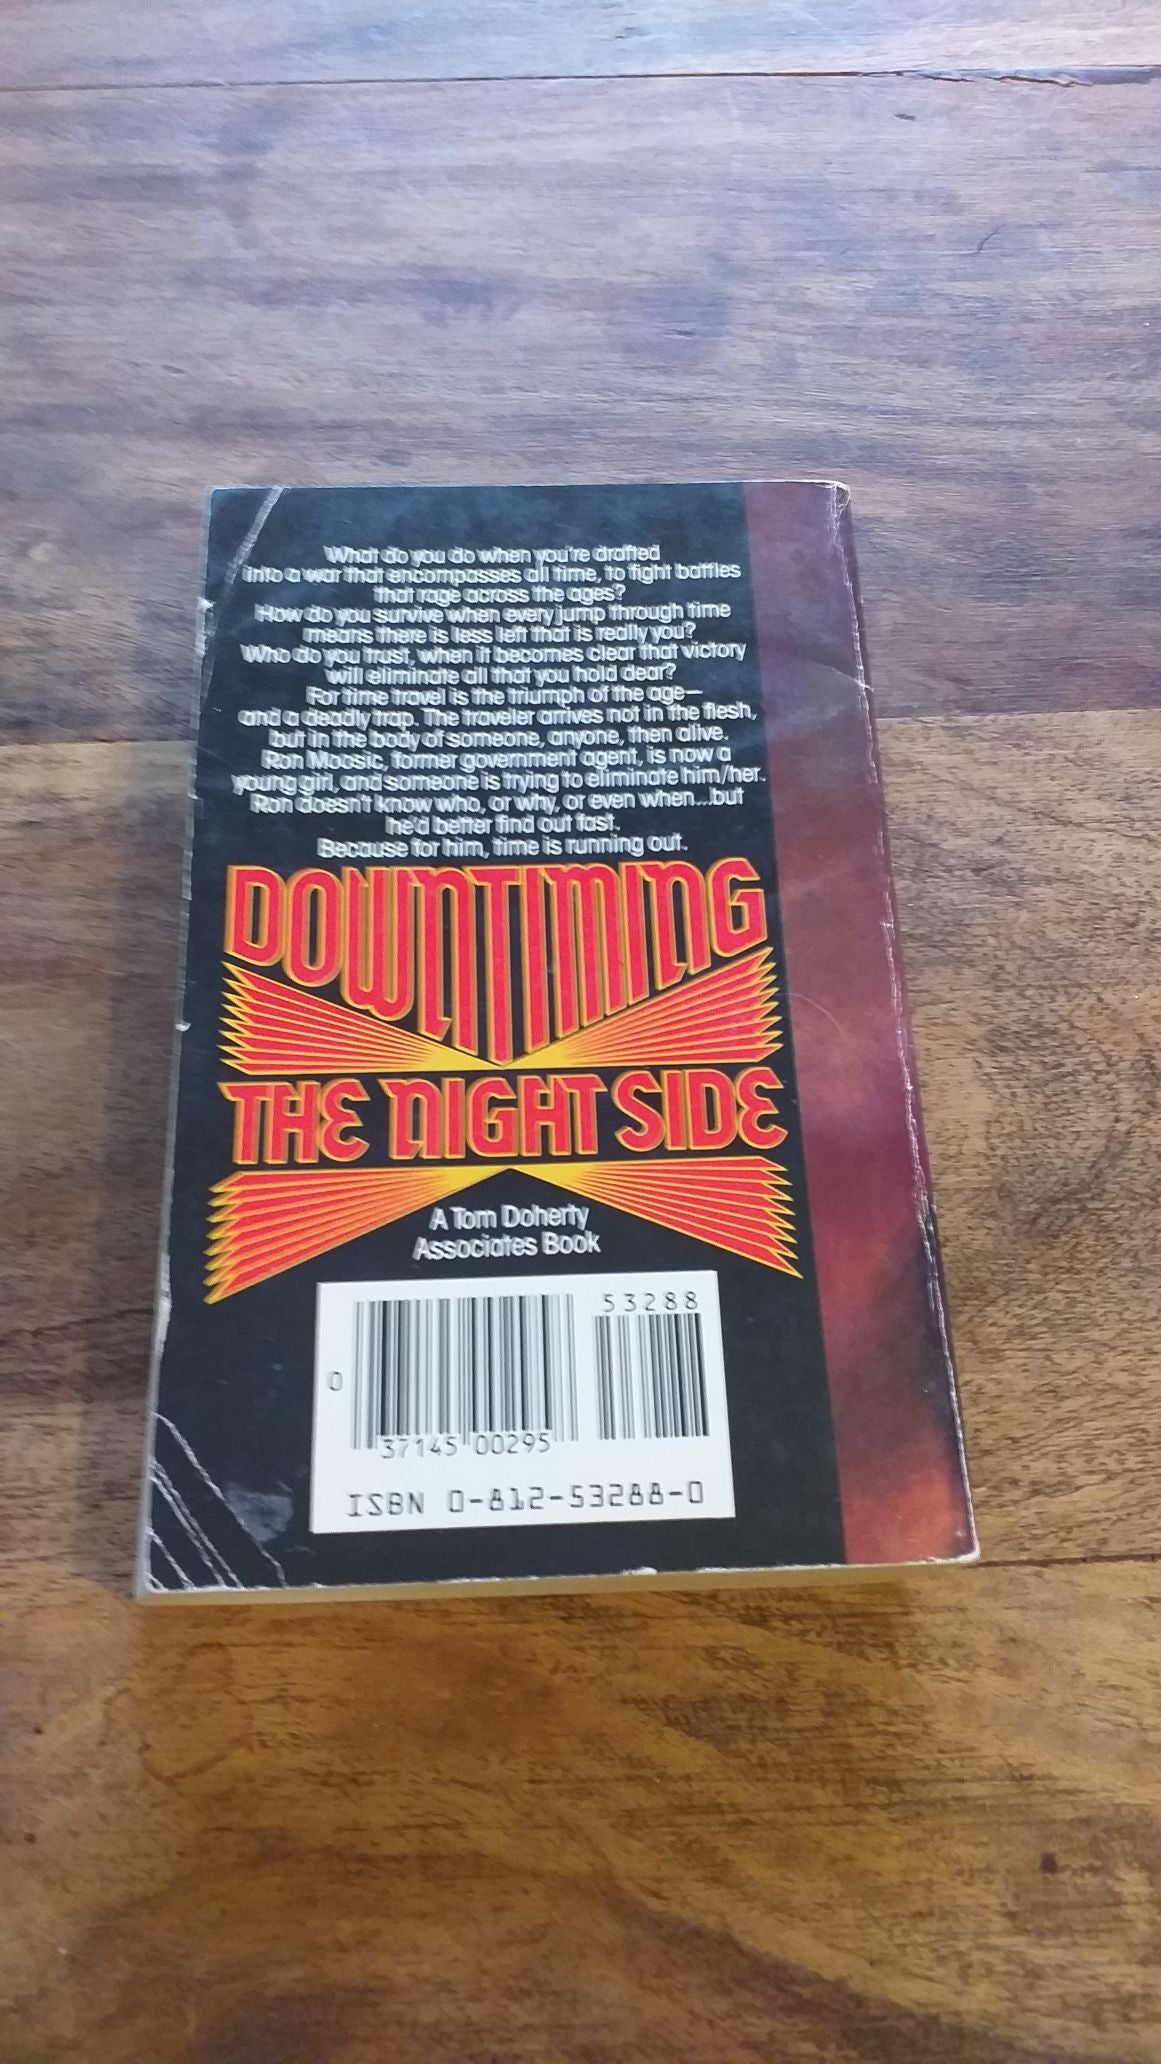 What do you do when you're drafted
into a war that encompasses all time, to fight battles
that rage across the ages?
How do you survive when every jump through time
means there is less left that is really you?
Who do you trust, when it becomes clear that victory
will eliminate all that you hold dear?
For time travel is the triumph of the age—
and a deadly trap. The traveler arrives not in the flesh,
but in the body of someone, anyone, then alive.
Ron Moosic, former government agent, is now a
young girl, and someone is trying to eliminate him/her.
Ron doesn't know who, or why, or even when...but
he'd better find out fast.
Because for him, time is running out.
DOWNTIMING
THE NIGHT SIDE
A Tom Doherty
Associates Book
53288
0
37145 00295
ISBN 0-812-53288-0